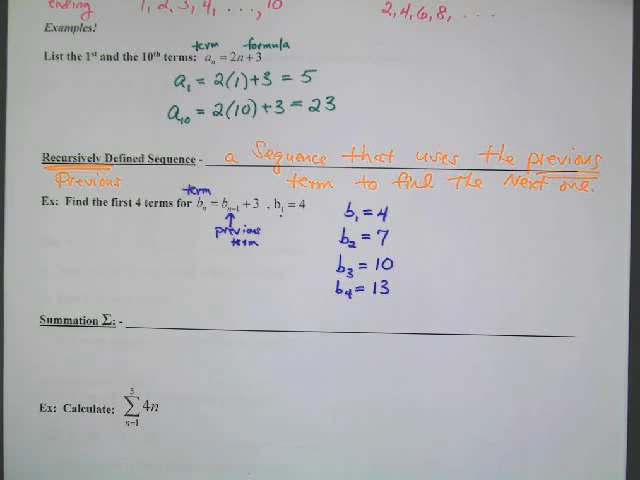 ending 1, 2, 3, 4, . . . , 10 2, 4, 6, 8, . . .
Examples!
term formula
List the 1st and the 10th terms: aₙ = 2n + 3
a₁ = 2(1)+3 = 5
a₁₀ = 2(10)+3 = 23
Recursively Defined Sequence - a sequence that uses the previous
Previous term to find the next one.
term
Ex: Find the first 4 terms for bₙ = bₙ₋₁ + 3 , b₁ = 4
previous
term
b₁ = 4
b₂ = 7
b₃ = 10
b₄ = 13
Summation Σ: -
5
Ex: Calculate: Σ 4n
n-1